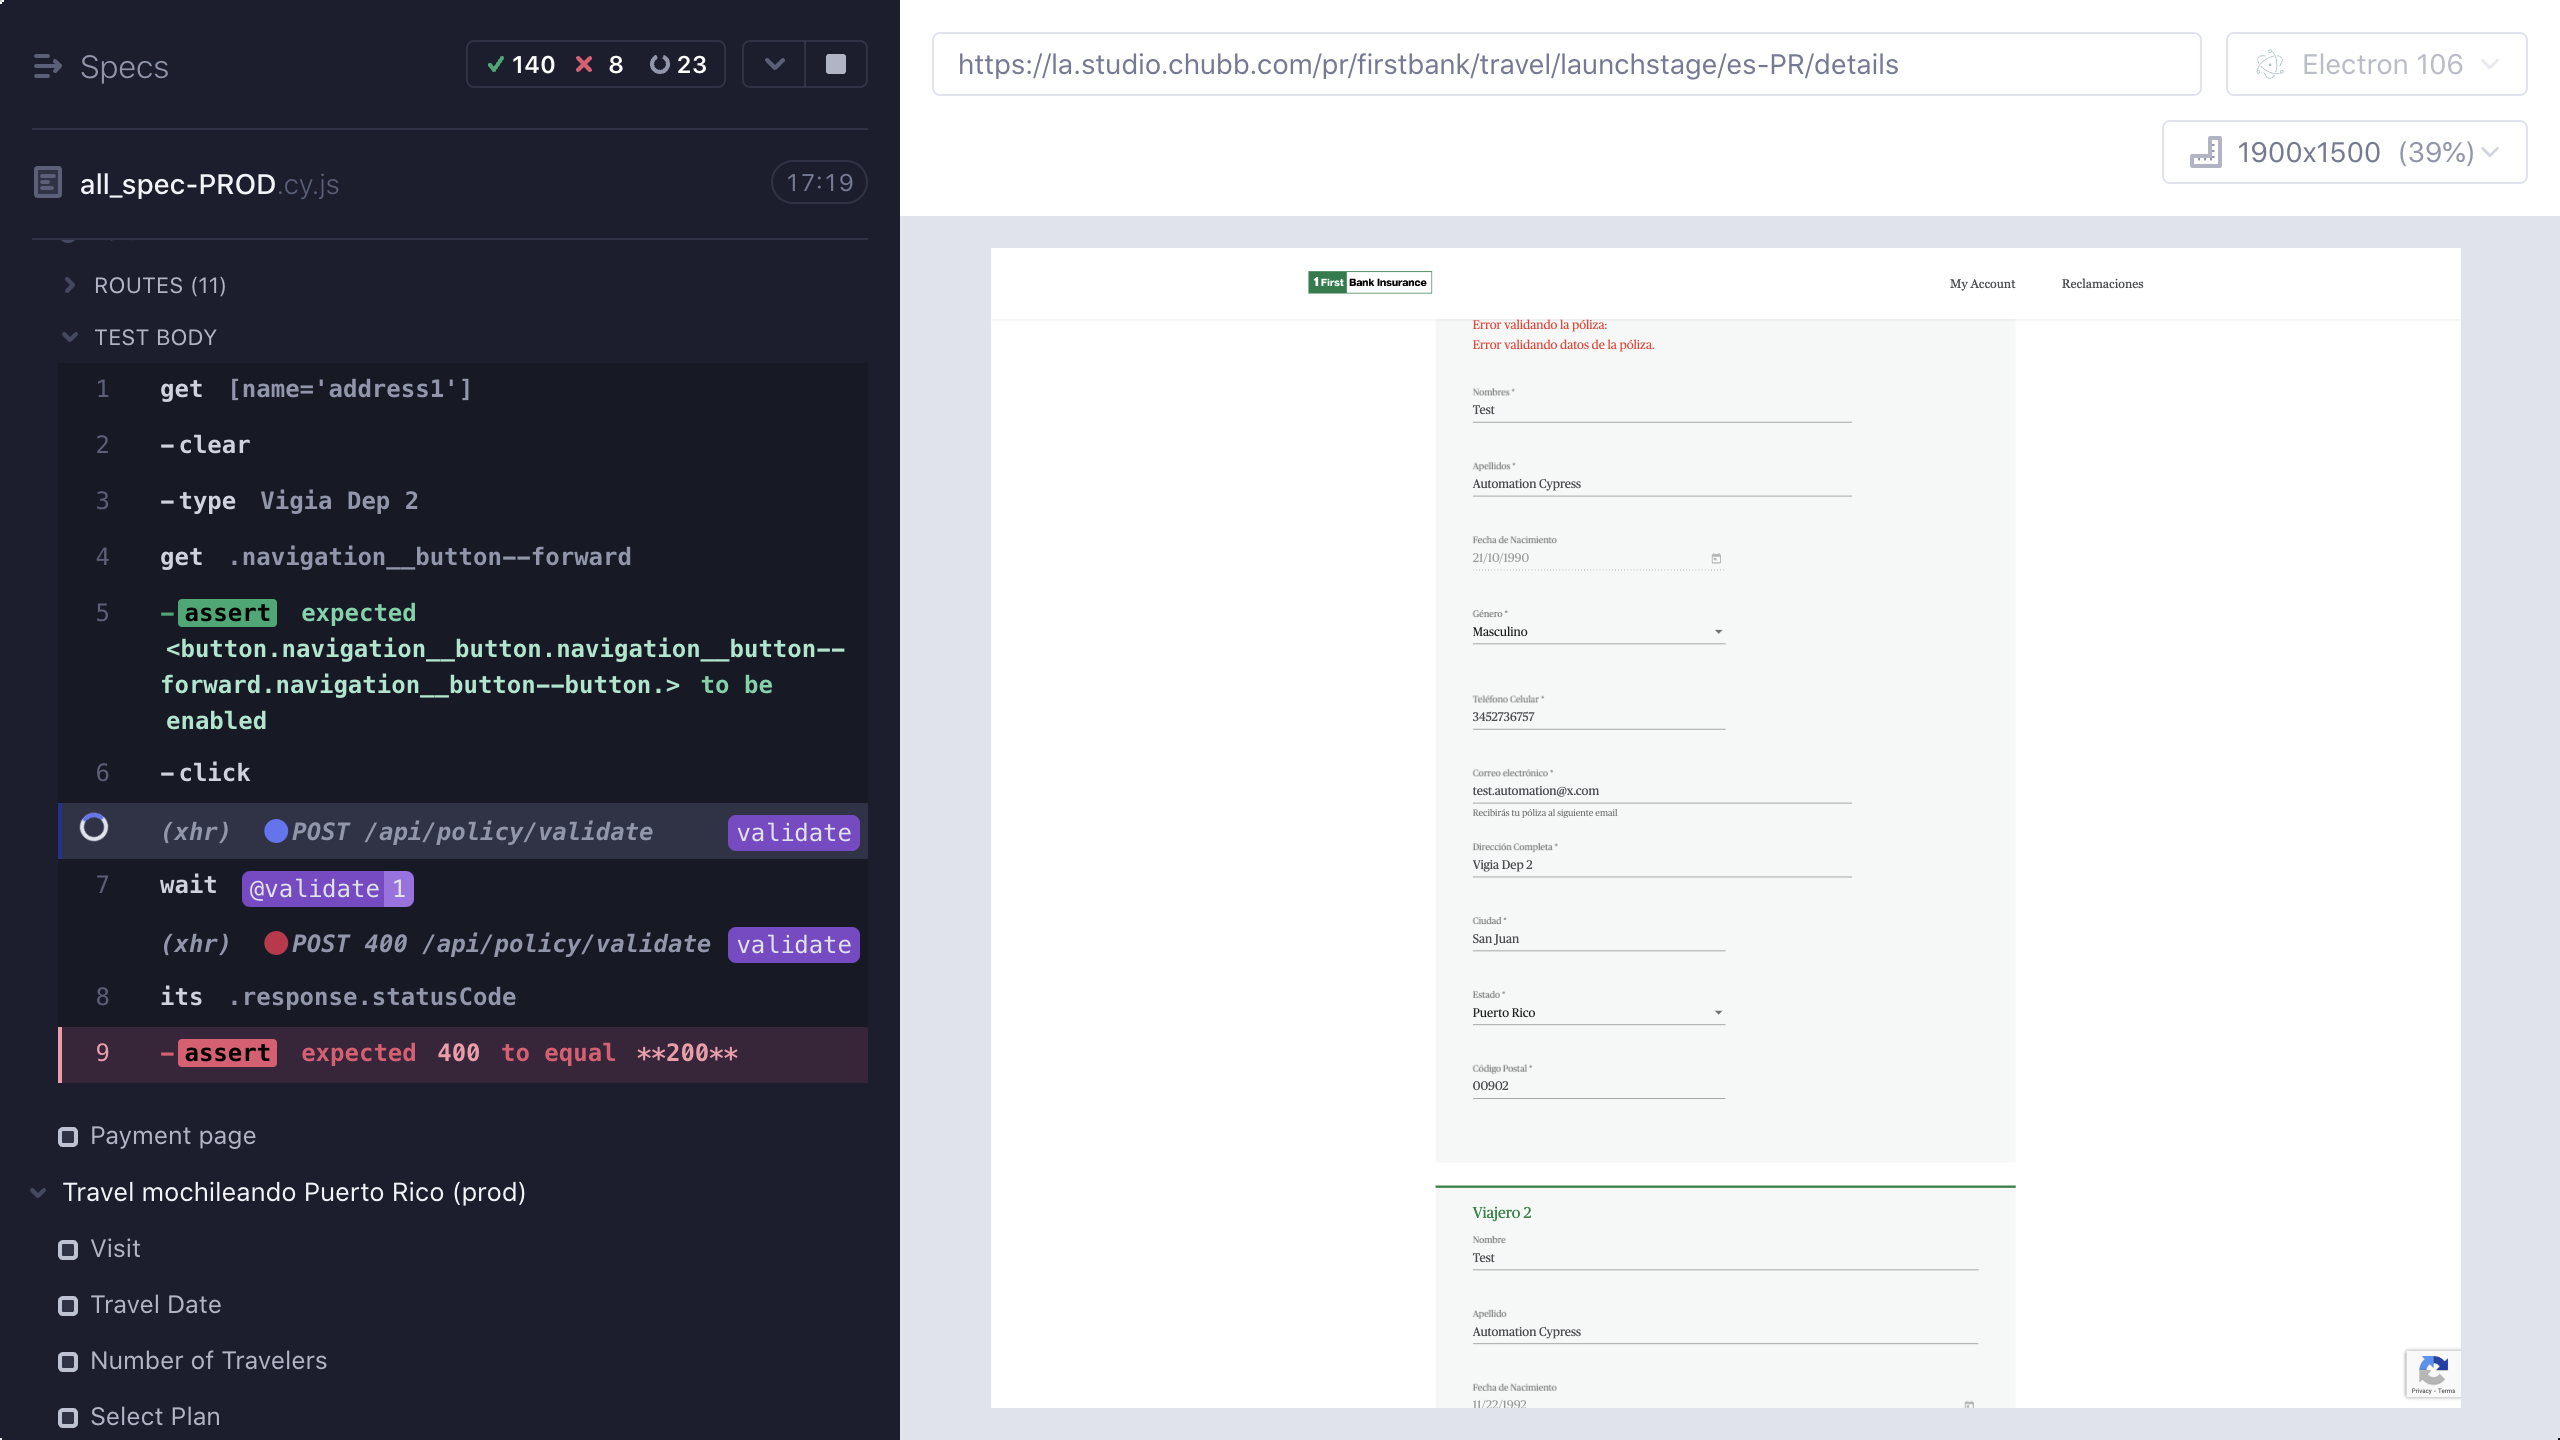 Specs
140
8
23
all_spec-PROD.cy.js
17:19
ROUTES (11)
TEST BODY
1 get [name='address1']
2 -clear
3 -type Vigia Dep 2
4 get .navigation__button--forward
5 -assert expected
<button.navigation__button.navigation__button--
forward.navigation__button--button.> to be
enabled
6 -click
(xhr) POST /api/policy/validate validate
7 wait @validate 1
(xhr) POST 400 /api/policy/validate validate
8 its .response.statusCode
9 -assert expected 400 to equal **200**
Payment page
Travel mochileando Puerto Rico (prod)
Visit
Travel Date
Number of Travelers
Select Plan
https://la.studio.chubb.com/pr/firstbank/travel/launchstage/es-PR/details
Electron 106
1900x1500 (39%)
1 First Bank Insurance
My Account
Reclamaciones
Error validando la póliza:
Error validando datos de la póliza.
Nombres *
Test
Apellidos *
Automation Cypress
Fecha de Nacimiento
21/10/1990
Género *
Masculino
Teléfono Celular *
3452736757
Correo electrónico *
test.automation@x.com
Recibirás tu póliza al siguiente email
Dirección Completa *
Vigia Dep 2
Ciudad *
San Juan
Estado *
Puerto Rico
Código Postal *
00902
Viajero 2
Nombre
Test
Apellido
Automation Cypress
Fecha de Nacimiento
11/22/1992
Privacy - Terms